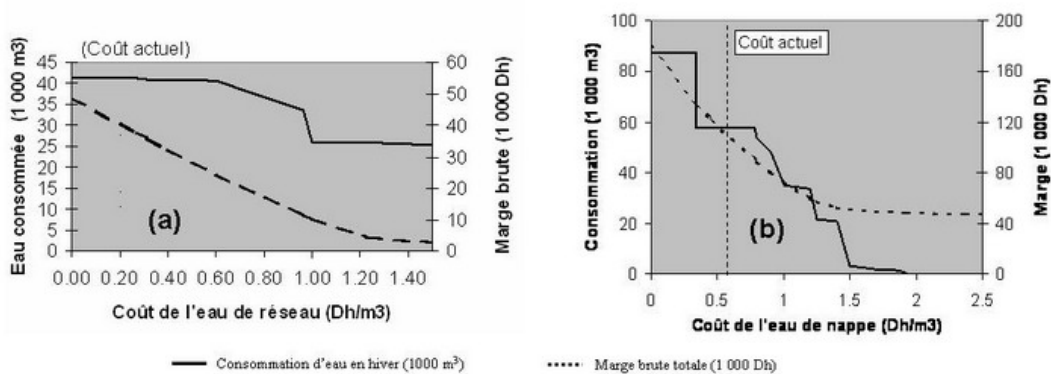 (Coût actuel)
Eau consommée (1 000 m3)
45
40
35
30
25
20
15
10
5
0
60
50
40
30
20
10
0
Marge brute (1 000 Dh)
(a)
0.00 0.20 0.40 0.60 0.80 1.00 1.20 1.40
Coût de l'eau de réseau (Dh/m3)
Consommation (1 000 m3)
100
80
60
40
20
0
Coût actuel
200
160
120
80
40
0
Marge (1 000 Dh)
(b)
0 0.5 1 1.5 2 2.5
Coût de l'eau de nappe (Dh/m3)
Consommation d'eau en hiver (1000 m³)
Marge brute totale (1 000 Dh)